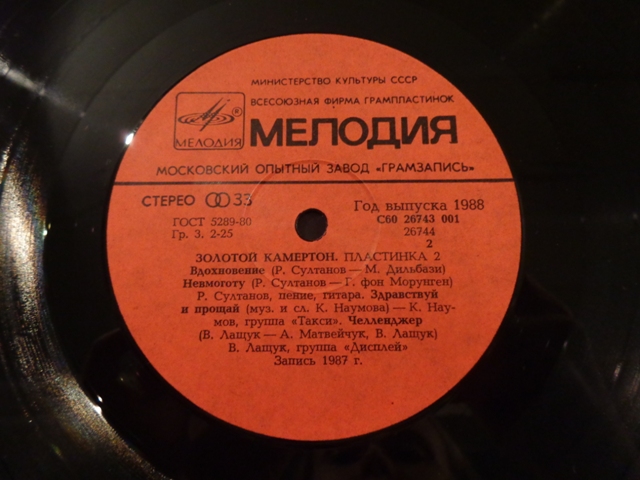 МИНИСТЕРСТВО КУЛЬТУРЫ СССР
ВСЕСОЮЗНАЯ ФИРМА ГРАМПЛАСТИНОК
МЕЛОДИЯ ® МЕЛОДИЯ
МОСКОВСКИЙ ОПЫТНЫЙ ЗАВОД «ГРАМЗАПИСЬ»
СТЕРЕО 33 Год выпуска 1988
ГОСТ 5289-80 С60 26743 001
Гр. 3. 2-25 26744
2
ЗОЛОТОЙ КАМЕРТОН. ПЛАСТИНКА 2
Вдохновение (Р. Султанов — М. Дильбази)
Невмоготу (Р. Султанов — Г. фон Морунген)
Р. Султанов, пение, гитара. Здравствуй
и прощай (муз. и сл. К. Наумова) — К. Нау-
мов, группа «Такси». Челленджер
(В. Лащук — А. Матвейчук, В. Лащук)
В. Лащук, группа «Дисплей»
Запись 1987 г.